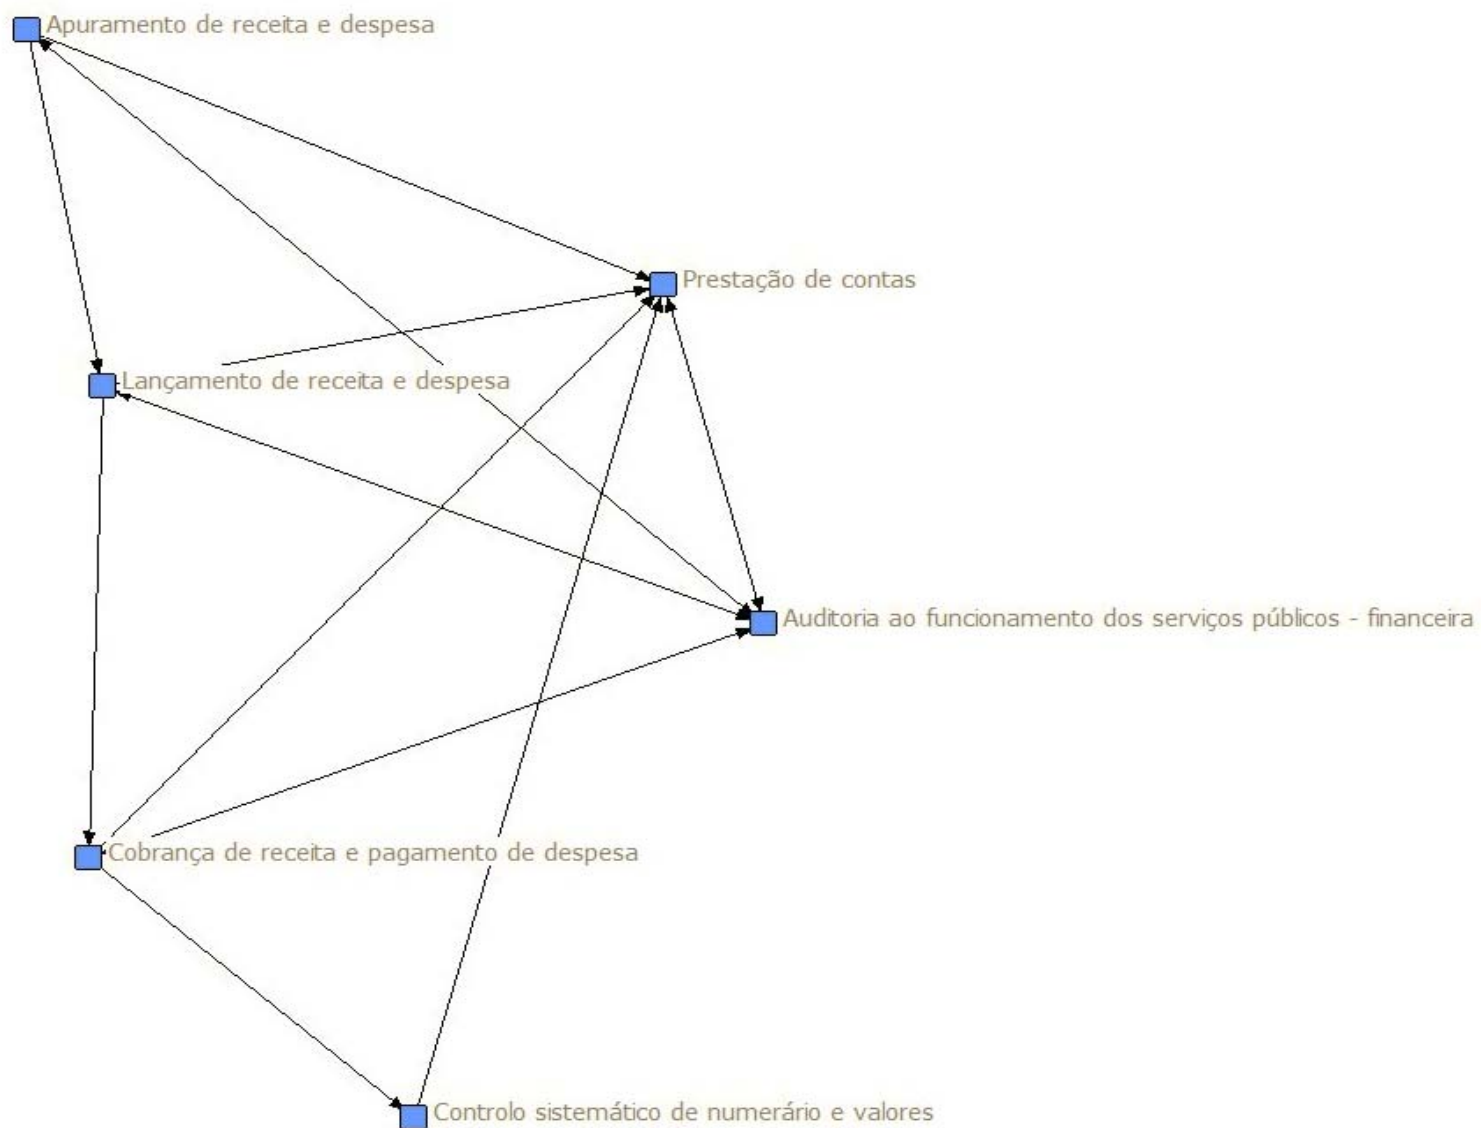 Apuramento de receita e despesa
Prestação de contas
Lançamento de receita e despesa
Auditoria ao funcionamento dos serviços públicos - financeira
Cobrança de receita e pagamento de despesa
Controlo sistemático de numerário e valores